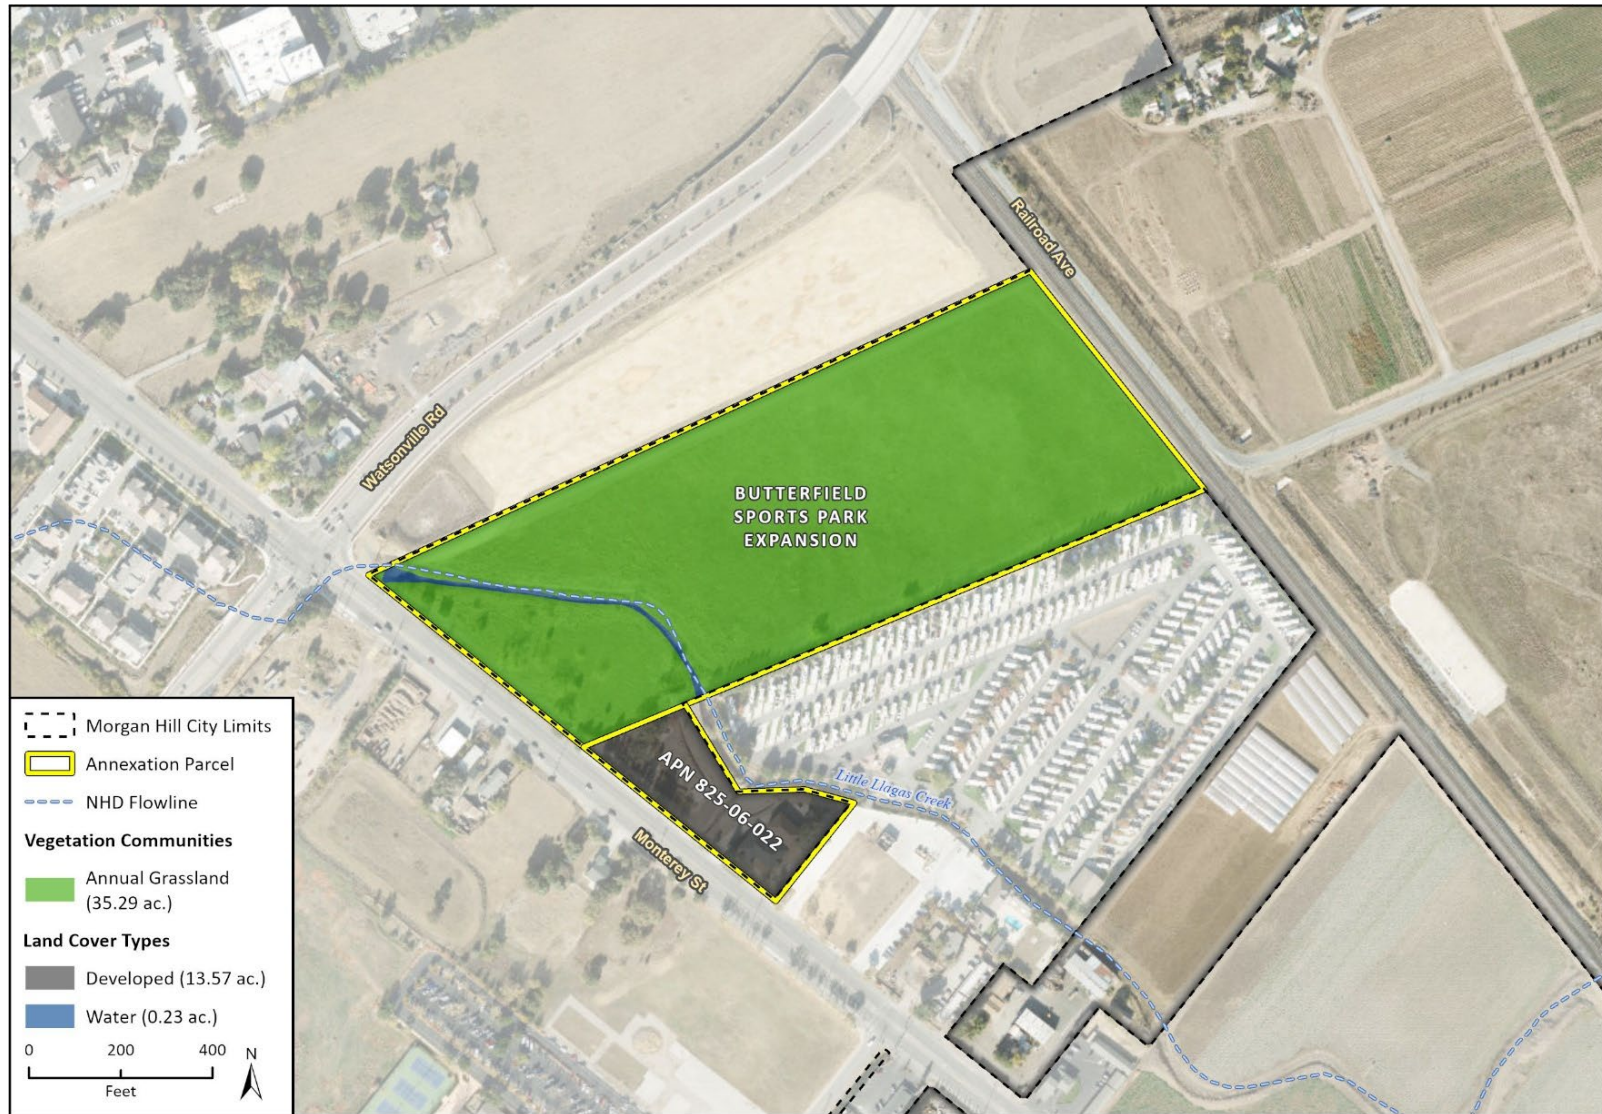 Railroad Ave
Watsonville Rd
BUTTERFIELD
SPORTS PARK
EXPANSION
APN 825-06-022
Little Llagas Creek
Monterey St
Morgan Hill City Limits
Annexation Parcel
NHD Flowline
Vegetation Communities
Annual Grassland
(35.29 ac.)
Land Cover Types
Developed (13.57 ac.)
Water (0.23 ac.)
0 200 400
Feet
N